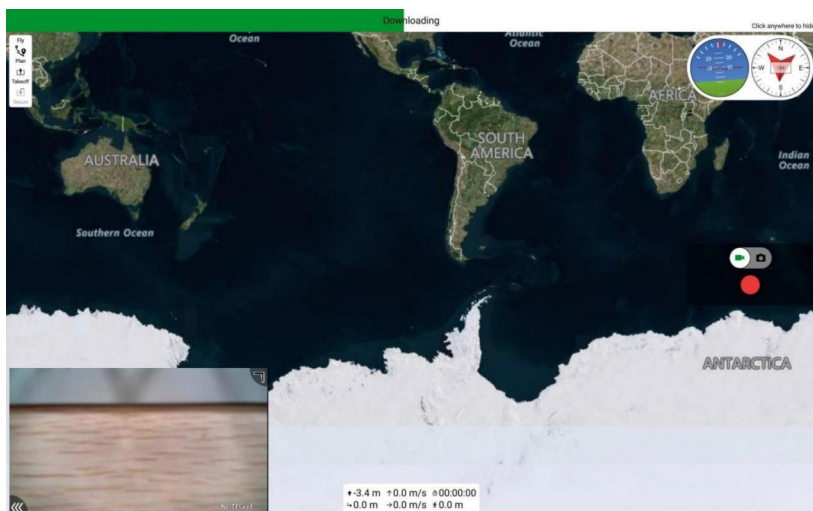 Downloading
Click anywhere to hide
Fly
Plan
Takeoff
Return
Ocean
Atlantic
Ocean
N
W E
S
AFRICA
SOUTH
AMERICA
AUSTRALIA
Indian
Ocean
Southern Ocean
ANTARCTICA
-3.4 m 0.0 m/s 00:00:00
0.0 m 0.0 m/s 0.0 m